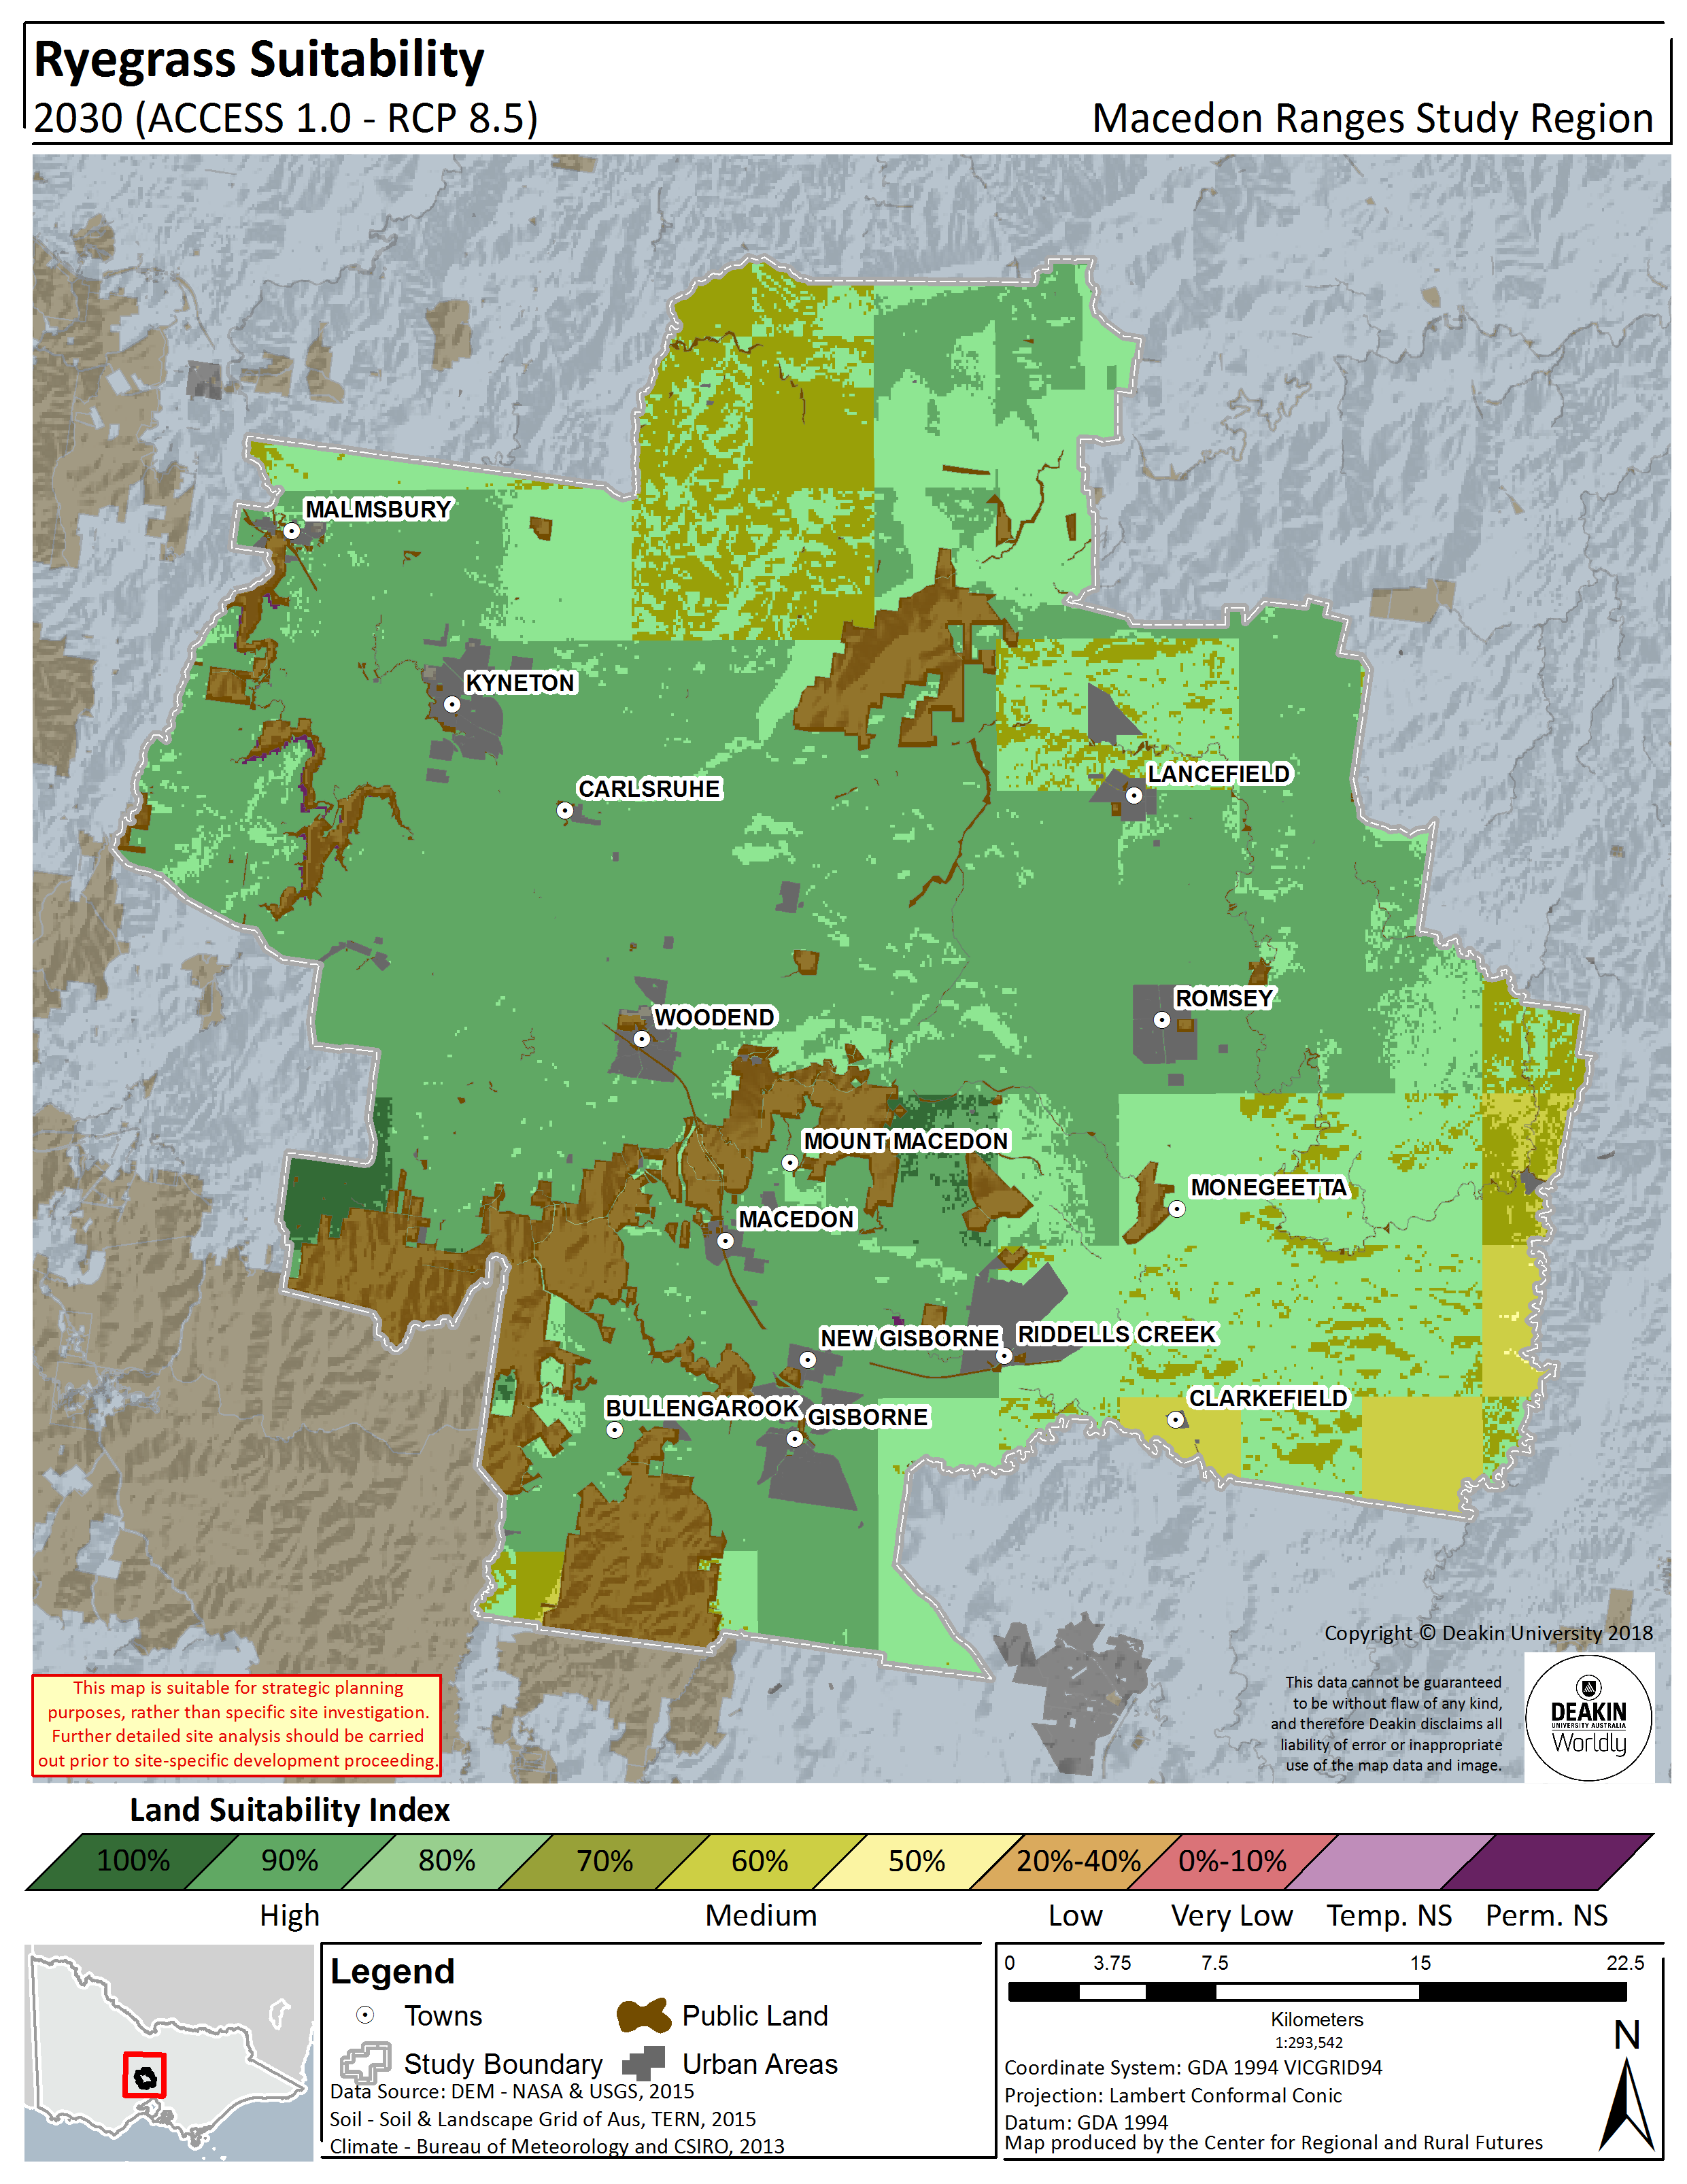 Ryegrass Suitability
2030 (ACCESS 1.0 - RCP 8.5)
Macedon Ranges Study Region
MALMSBURY
KYNETON
CARLSRUHE
LANCEFIELD
WOODEND
ROMSEY
MOUNT MACEDON
MONEGEETTA
MACEDON
NEW GISBORNE
RIDDELLS CREEK
CLARKEFIELD
BULLENGAROOK
GISBORNE
Copyright © Deakin University 2018
This map is suitable for strategic planning
purposes, rather than specific site investigation.
Further detailed site analysis should be carried
out prior to site-specific development proceeding.
This data cannot be guaranteed
to be without flaw of any kind,
and therefore Deakin disclaims all
liability of error or inappropriate
use of the map data and image.
DEAKIN
UNIVERSITY AUSTRALIA
Worldly
Land Suitability Index
100% 90% 80% 70% 60% 50% 20%-40% 0%-10%
High Medium Low Very Low Temp. NS Perm. NS
Legend
Towns
Public Land
Study Boundary
Urban Areas
Data Source: DEM - NASA & USGS, 2015
Soil - Soil & Landscape Grid of Aus, TERN, 2015
Climate - Bureau of Meteorology and CSIRO, 2013
0 3.75 7.5 15 22.5
Kilometers
1:293,542
N
Coordinate System: GDA 1994 VICGRID94
Projection: Lambert Conformal Conic
Datum: GDA 1994
Map produced by the Center for Regional and Rural Futures